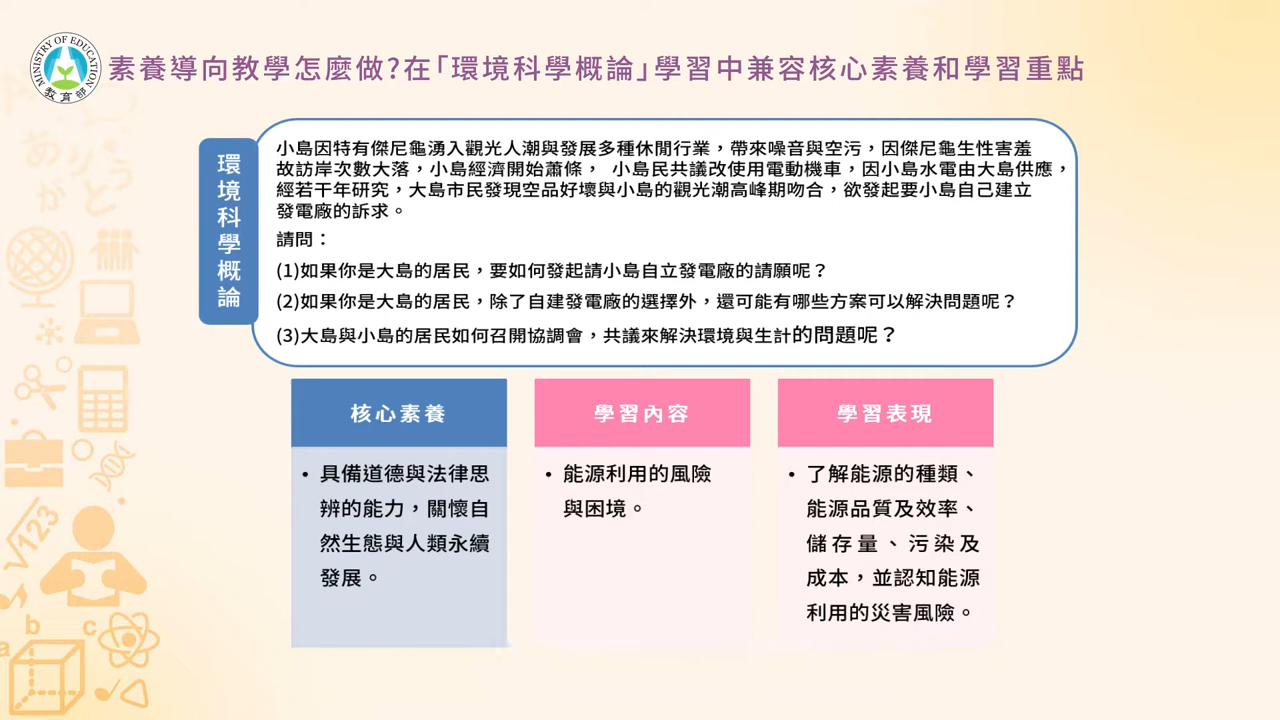 MINISTRY OF EDUCATION
教育部
素養導向教學怎麼做?在「環境科學概論」學習中兼容核心素養和學習重點
環境科學概論
小島因特有傑尼龜湧入觀光人潮與發展多種休閒行業，帶來噪音與空污，因傑尼龜生性害羞
故訪岸次數大落，小島經濟開始蕭條， 小島民共議改使用電動機車，因小島水電由大島供應，
經若干年研究，大島市民發現空品好壞與小島的觀光潮高峰期吻合，欲發起要小島自己建立
發電廠的訴求。
請問：
(1)如果你是大島的居民，要如何發起請小島自立發電廠的請願呢？
(2)如果你是大島的居民，除了自建發電廠的選擇外，還可能有哪些方案可以解決問題呢？
(3)大島與小島的居民如何召開協調會，共議來解決環境與生計的問題呢？
核心素養
• 具備道德與法律思
辨的能力，關懷自
然生態與人類永續
發展。
學習內容
• 能源利用的風險
與困境。
學習表現
• 了解能源的種類、
能源品質及效率、
儲存量、污染及
成本，並認知能源
利用的災害風險。
あ
り
う
が
と
√123
a
b
c